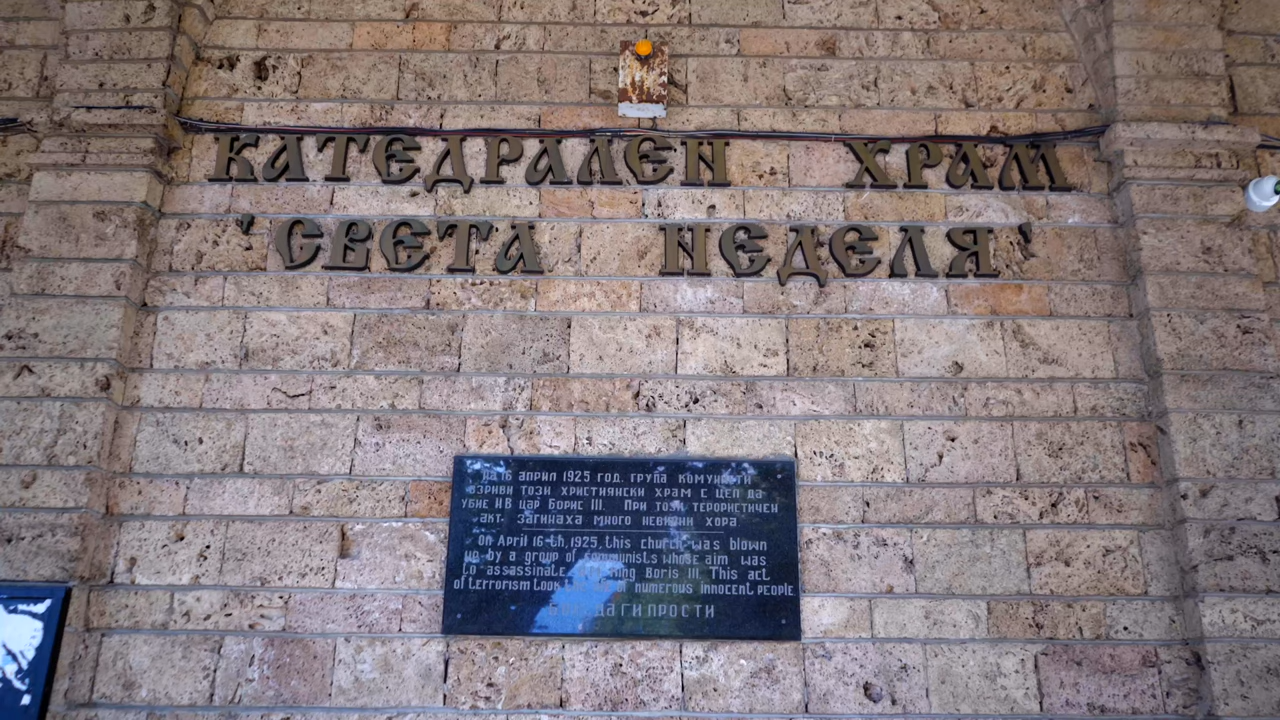 КАТЕДРАЛЕН ХРАМ
'СВЕТА НЕДЕЛЯ'
На 16 април 1925 год. група комунисти
взриви този християнски храм с цел да
убие Н В цар Борис III. При този терористичен
акт загинаха много невинни хора
On April 16-th, 1925, this church was blown
up by a group of communists whose aim was
to assassinate King Boris III. This act
of terrorism took of numerous innocent people
ДА ГИ ПРОСТИ